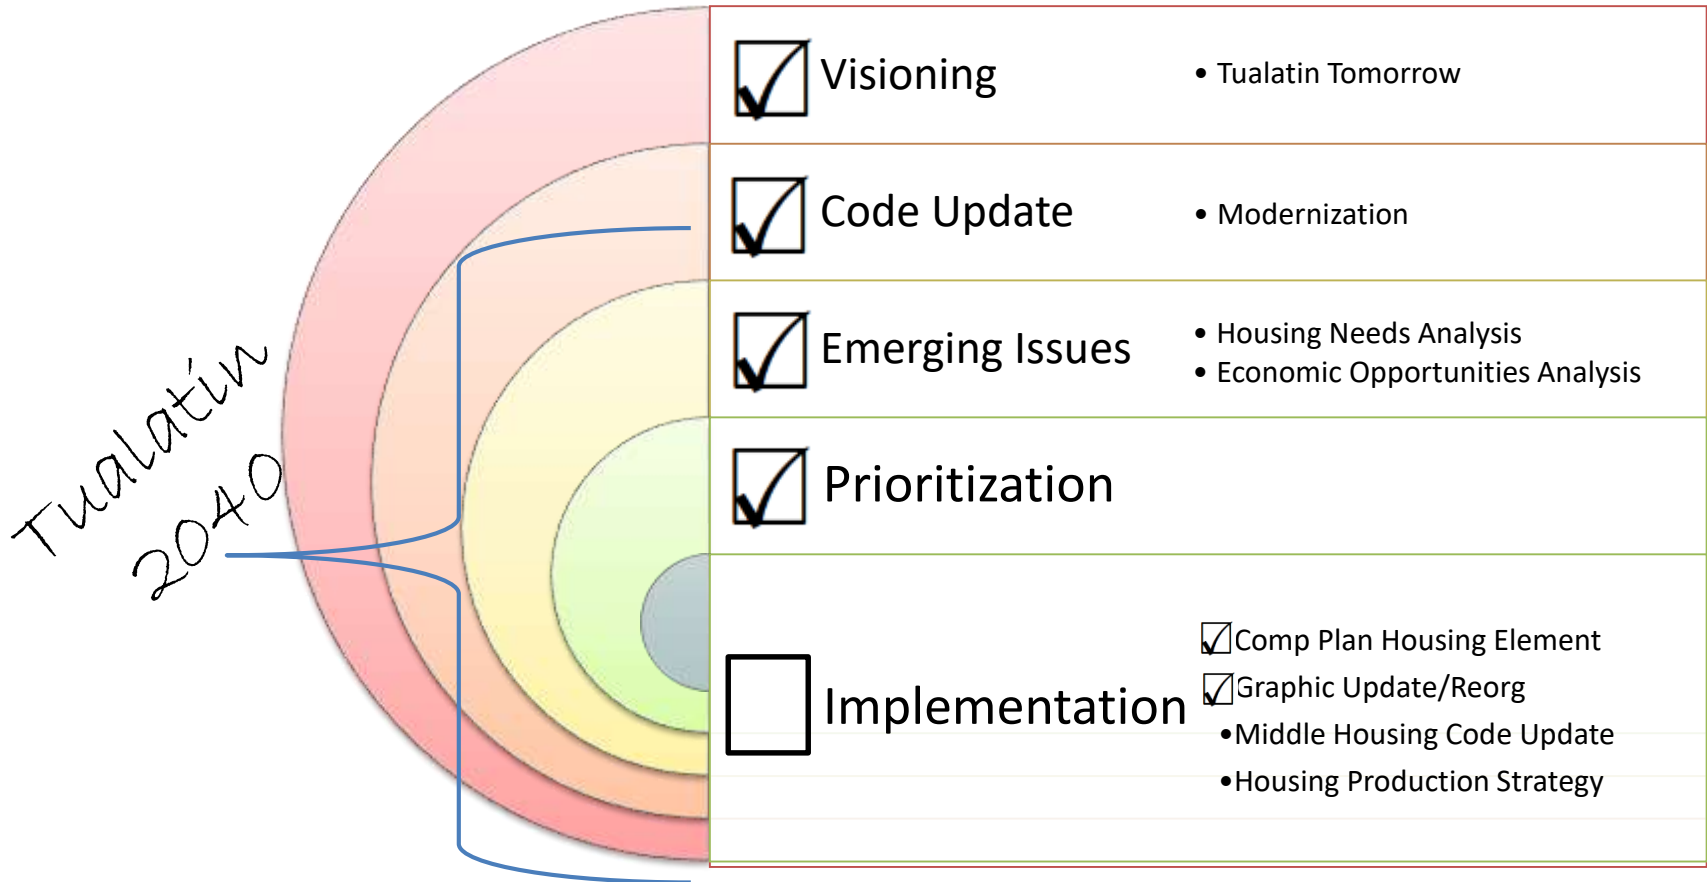 Tualatin
2040
Visioning
• Tualatin Tomorrow
Code Update
• Modernization
Emerging Issues
• Housing Needs Analysis
• Economic Opportunities Analysis
Prioritization
Implementation
Comp Plan Housing Element
Graphic Update/Reorg
•Middle Housing Code Update
•Housing Production Strategy